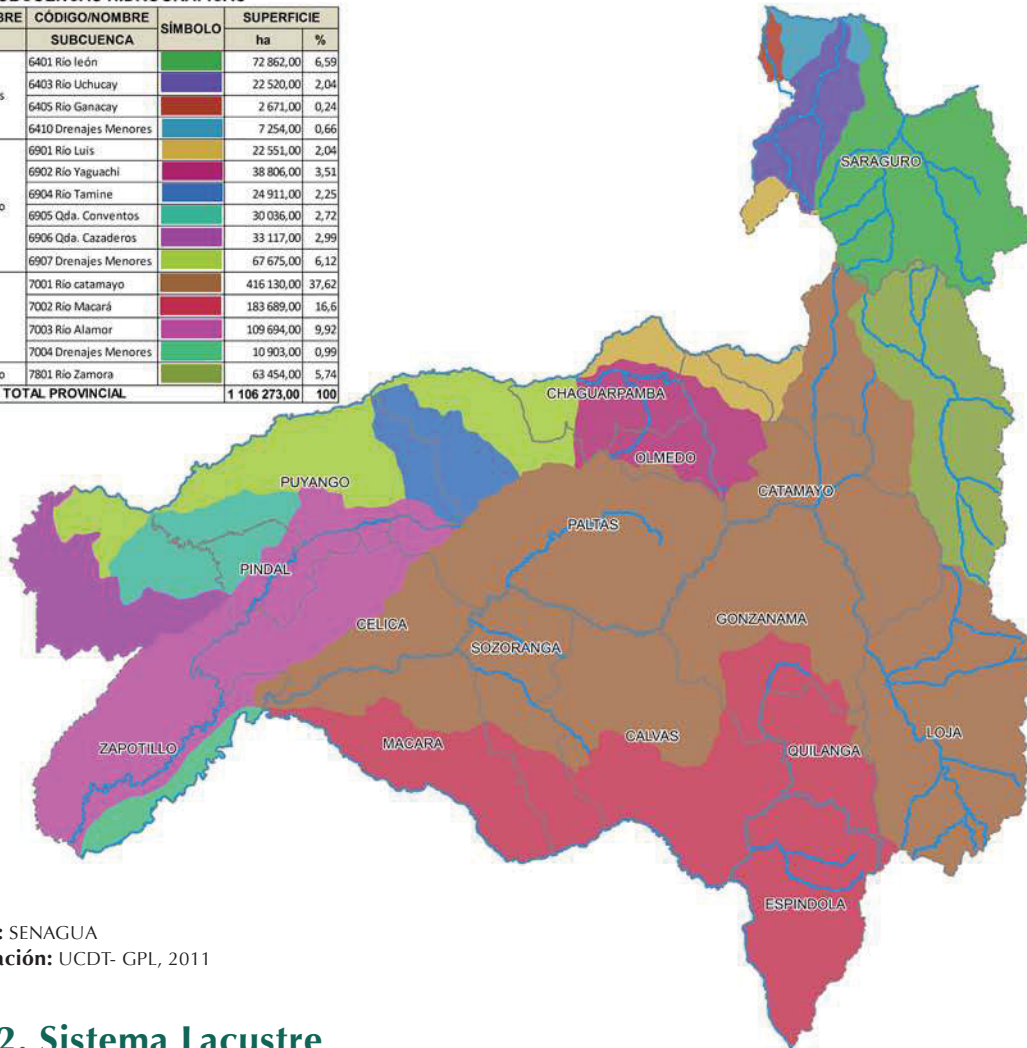 CÓDIGO/NOMBRE SÍMBOLO SUPERFICIE
SUBCUENCA ha %
6401 Río león 72 862,00 6,59
6403 Río Uchucay 22 520,00 2,04
6405 Río Ganacay 2 671,00 0,24
6410 Drenajes Menores 7 254,00 0,66
6901 Río Luis 22 551,00 2,04
6902 Río Yaguachi 38 806,00 3,51
6904 Río Tamine 24 911,00 2,25
6905 Qda. Conventos 30 036,00 2,72
6906 Qda. Cazaderos 33 117,00 2,99
6907 Drenajes Menores 67 675,00 6,12
7001 Río catamayo 416 130,00 37,62
7002 Río Macará 183 689,00 16,6
7003 Río Alamor 109 694,00 9,92
7004 Drenajes Menores 10 903,00 0,99
7801 Río Zamora 63 454,00 5,74
TOTAL PROVINCIAL 1 106 273,00 100
SARAGURO
CHAGUARPAMBA
OLMEDO
PUYANGO
CATAMAYO
PALTAS
PINDAL
CELICA
GONZANAMA
SOZORANGA
ZAPOTILLO
MACARA
CALVAS
QUILANGA
LOJA
ESPINDOLA
: SENAGUA
ación: UCDT- GPL, 2011
2. Sistema Lacustre